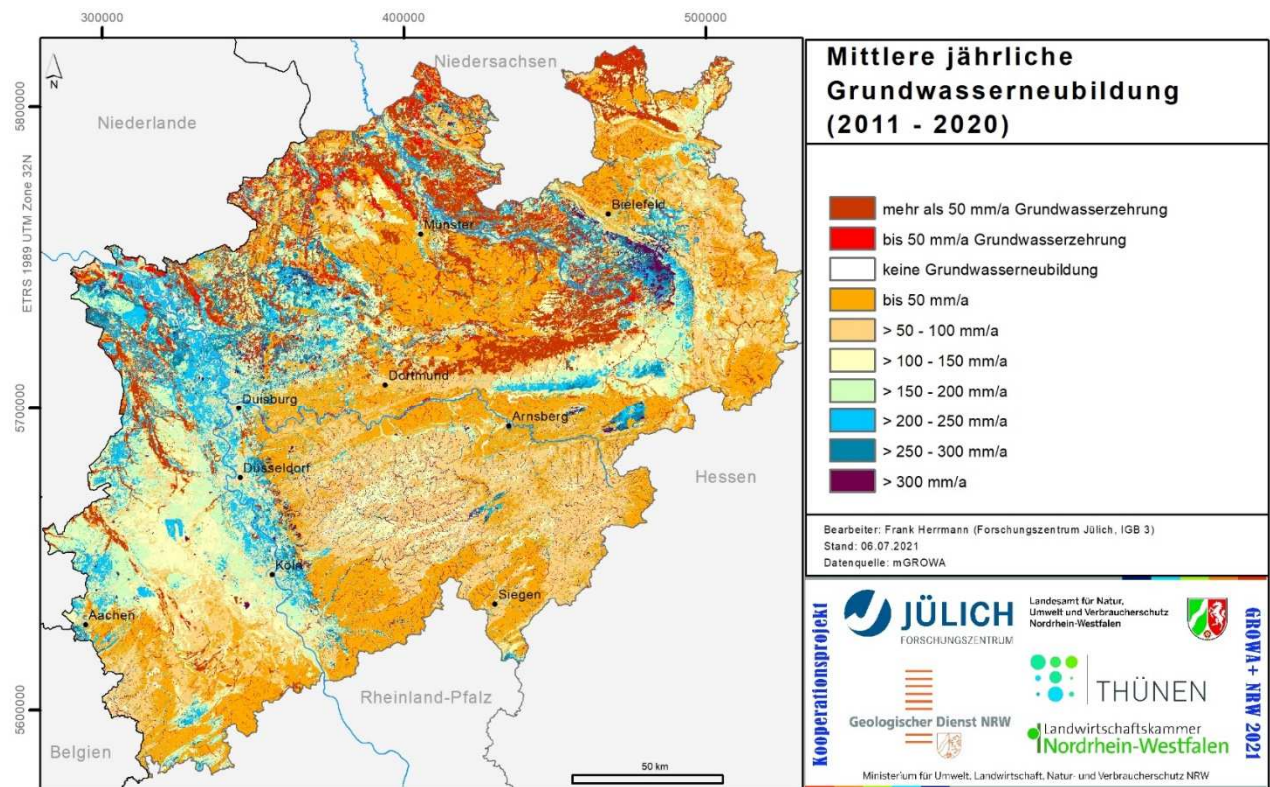 300000
400000
500000
5800000
5700000
5600000
ETRS 1989 UTM Zone 32N
N
Niederlande
Niedersachsen
Bielefeld
Münster
Dortmund
Duisburg
Arnsberg
Düsseldorf
Hessen
Köln
Siegen
Aachen
Rheinland-Pfalz
Belgien
50 km
Mittlere jährliche
Grundwasserneubildung
(2011 - 2020)
mehr als 50 mm/a Grundwasserzehrung
bis 50 mm/a Grundwasserzehrung
keine Grundwasserneubildung
bis 50 mm/a
> 50 - 100 mm/a
> 100 - 150 mm/a
> 150 - 200 mm/a
> 200 - 250 mm/a
> 250 - 300 mm/a
> 300 mm/a
Bearbeiter: Frank Herrmann (Forschungszentrum Jülich, IGB 3)
Stand: 06.07.2021
Datenquelle: mGROWA
Kooperationsprojekt
JÜLICH
FORSCHUNGSZENTRUM
Landesamt für Natur,
Umwelt und Verbraucherschutz
Nordrhein-Westfalen
GROWA+ NRW 2021
Geologischer Dienst NRW
THÜNEN
Landwirtschaftskammer
Nordrhein-Westfalen
Ministerium für Umwelt, Landwirtschaft, Natur- und Verbraucherschutz NRW